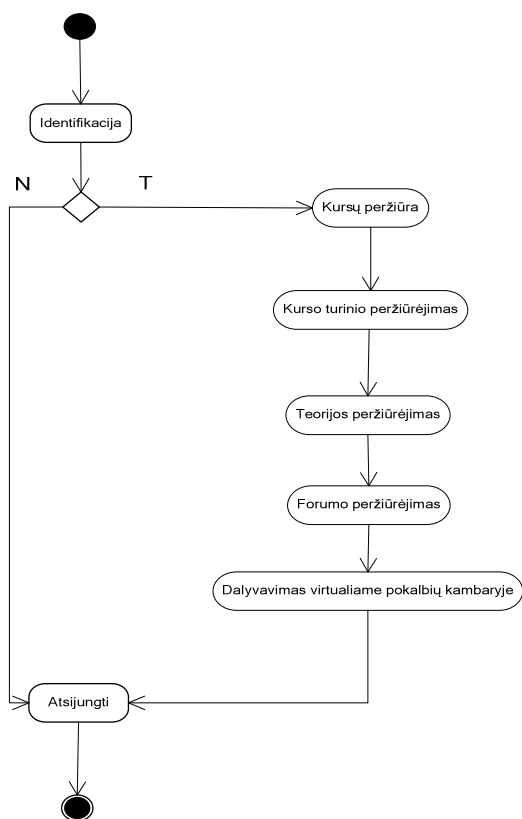 Identifikacija
N
T
Kursų peržiūra
Kurso turinio peržiūrėjimas
Teorijos peržiūrėjimas
Forumo peržiūrėjimas
Dalyvavimas virtualiame pokalbių kambaryje
Atsijungti